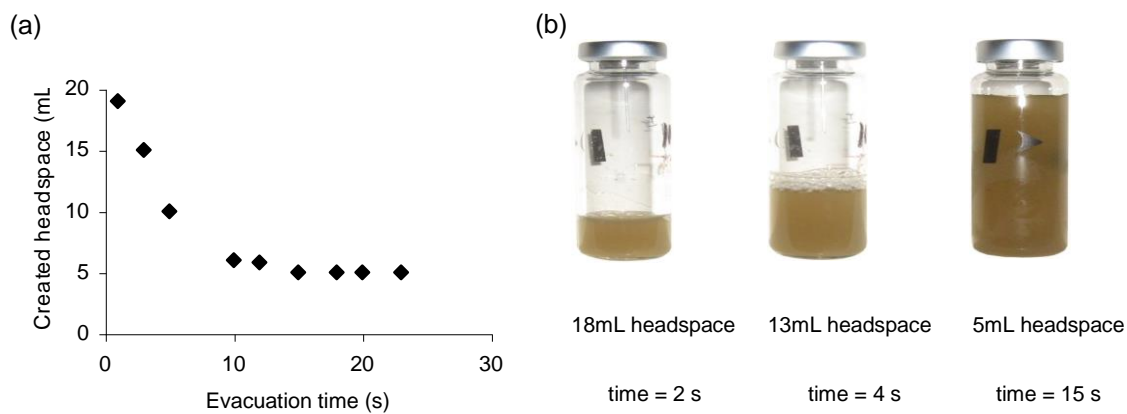 (a)
(b)
Created headspace (mL
20
15
10
5
0
0 10 20 30
Evacuation time (s)
18mL headspace 13mL headspace 5mL headspace
time = 2 s time = 4 s time = 15 s